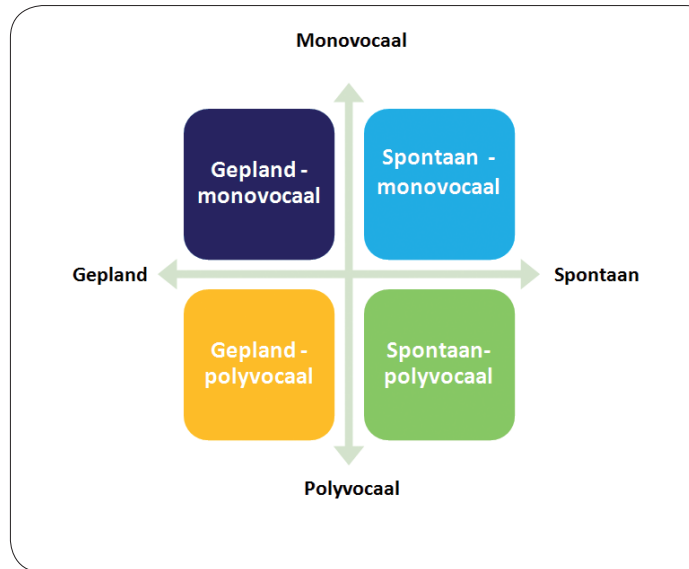 Monovocaal
Gepland -
monovocaal
Spontaan -
monovocaal
Gepland
Spontaan
Gepland -
polyvocaal
Spontaan-
polyvocaal
Polyvocaal